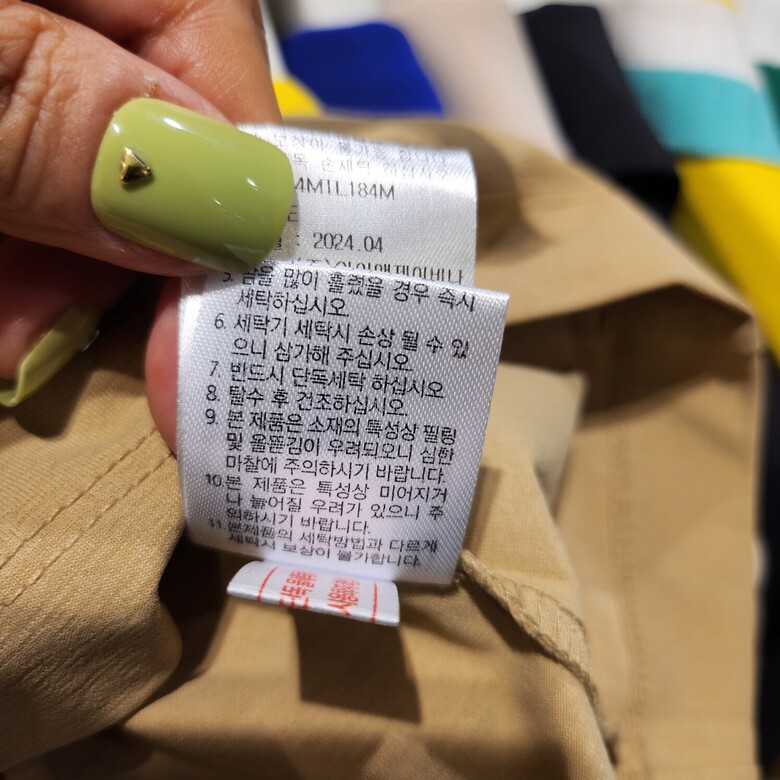 손세탁
4MTL184M
: 2024.04
5. 땀을 많이 흘렸을 경우 즉시
세탁하십시오.
6. 세탁기 세탁시 손상 될 수 있
으니 삼가해 주십시오.
7. 반드시 단독세탁 하십시오.
8. 탈수 후 건조하십시오.
9. 본 제품은 소재의 특성상 필링
및 올뜯김이 우려되오니 심한
마찰에 주의하시기 바랍니다.
10.본 제품은 특성상 미어지거
나 늘어질 우려가 있으니 주
의하시기 바랍니다.
11.본제품의 세탁방법과 다르게
세탁시 보상이 불가합니다.